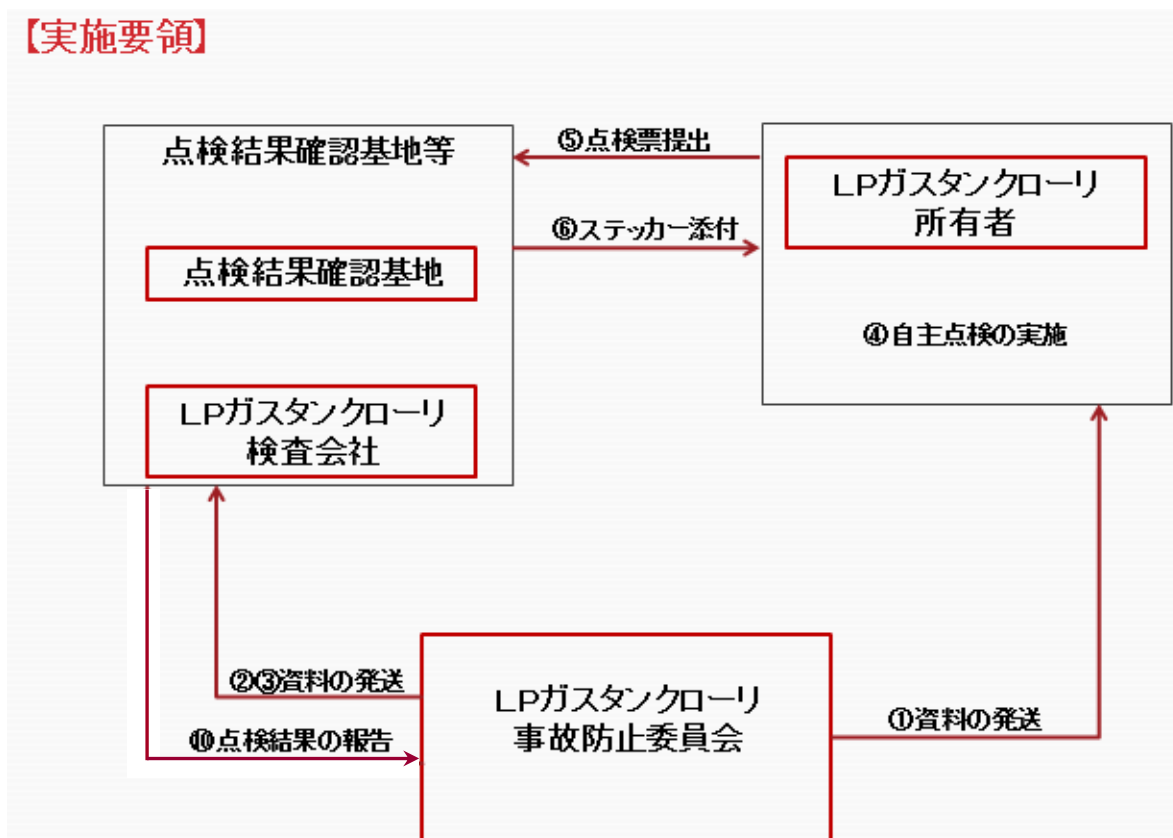 【実施要領】
点検結果確認基地等
⑤点検票提出
LPガスタンクローリ
所有者
⑥ステッカー添付
点検結果確認基地
④自主点検の実施
LPガスタンクローリ
検査会社
②③資料の発送
LPガスタンクローリ
事故防止委員会
①資料の発送
⑩点検結果の報告